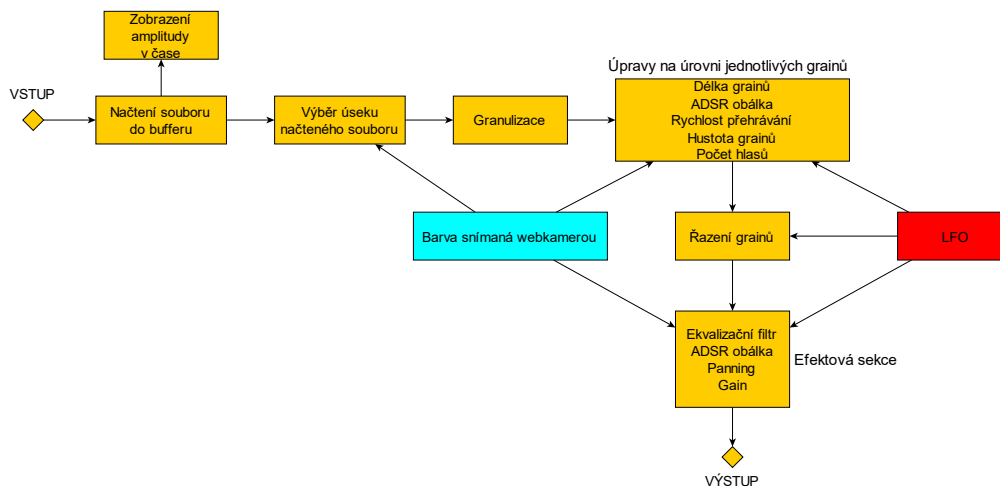 Zobrazení
amplitudy
v čase
Úpravy na úrovni jednotlivých grainů
VSTUP
Načtení souboru
do bufferu
Výběr úseku
načteného souboru
Granulizace
Délka grainů
ADSR obálka
Rychlost přehrávání
Hustota grainů
Počet hlasů
Barva snímaná webkamerou
Řazení grainů
LFO
Ekvalizační filtr
ADSR obálka
Panning
Gain
Efektová sekce
VÝSTUP